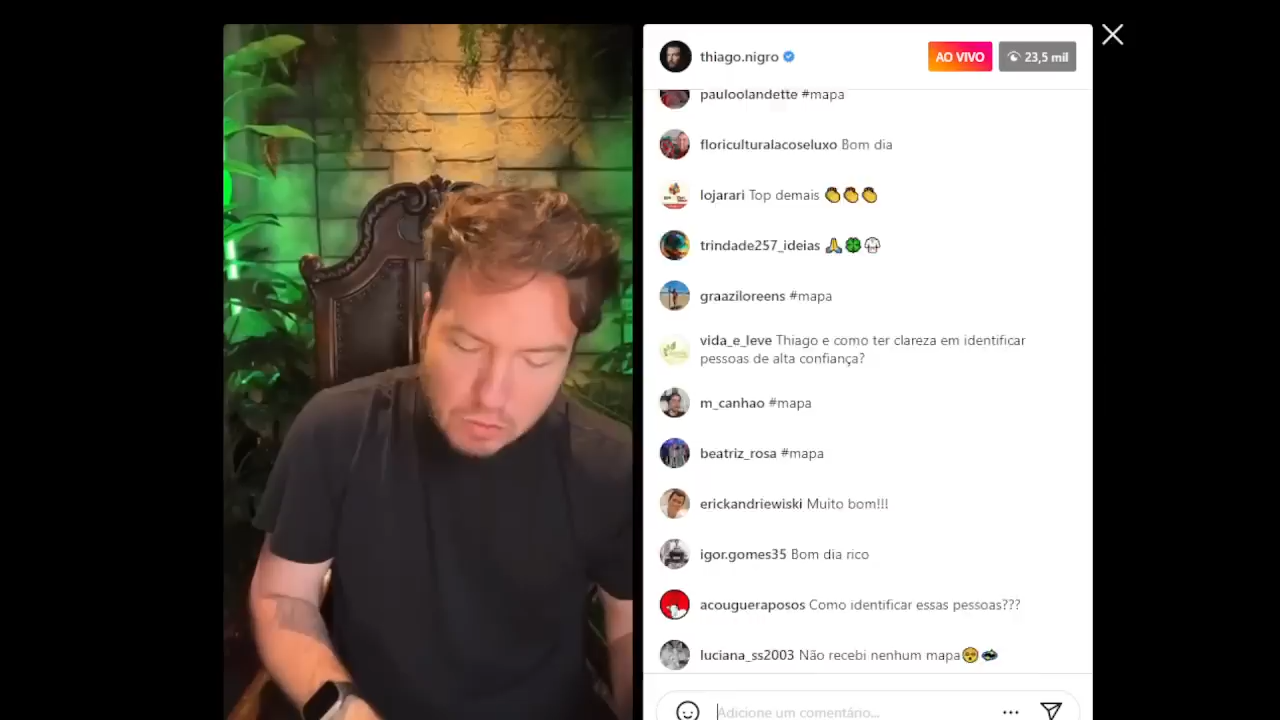 thiago.nigro
AO VIVO
23,5 mil
pauloolandette #mapa
floriculturalacoseluxo Bom dia
lojarari Top demais 👏👏👏
trindade257_ideias 🙏🍀
graaziloreens #mapa
vida_e_leve Thiago e como ter clareza em identificar
pessoas de alta confiança?
m_canhao #mapa
beatriz_rosa #mapa
erickandriewiski Muito bom!!!
igor.gomes35 Bom dia rico
acougueraposos Como identificar essas pessoas???
luciana_ss2003 Não recebi nenhum mapa
Adicione um comentário...